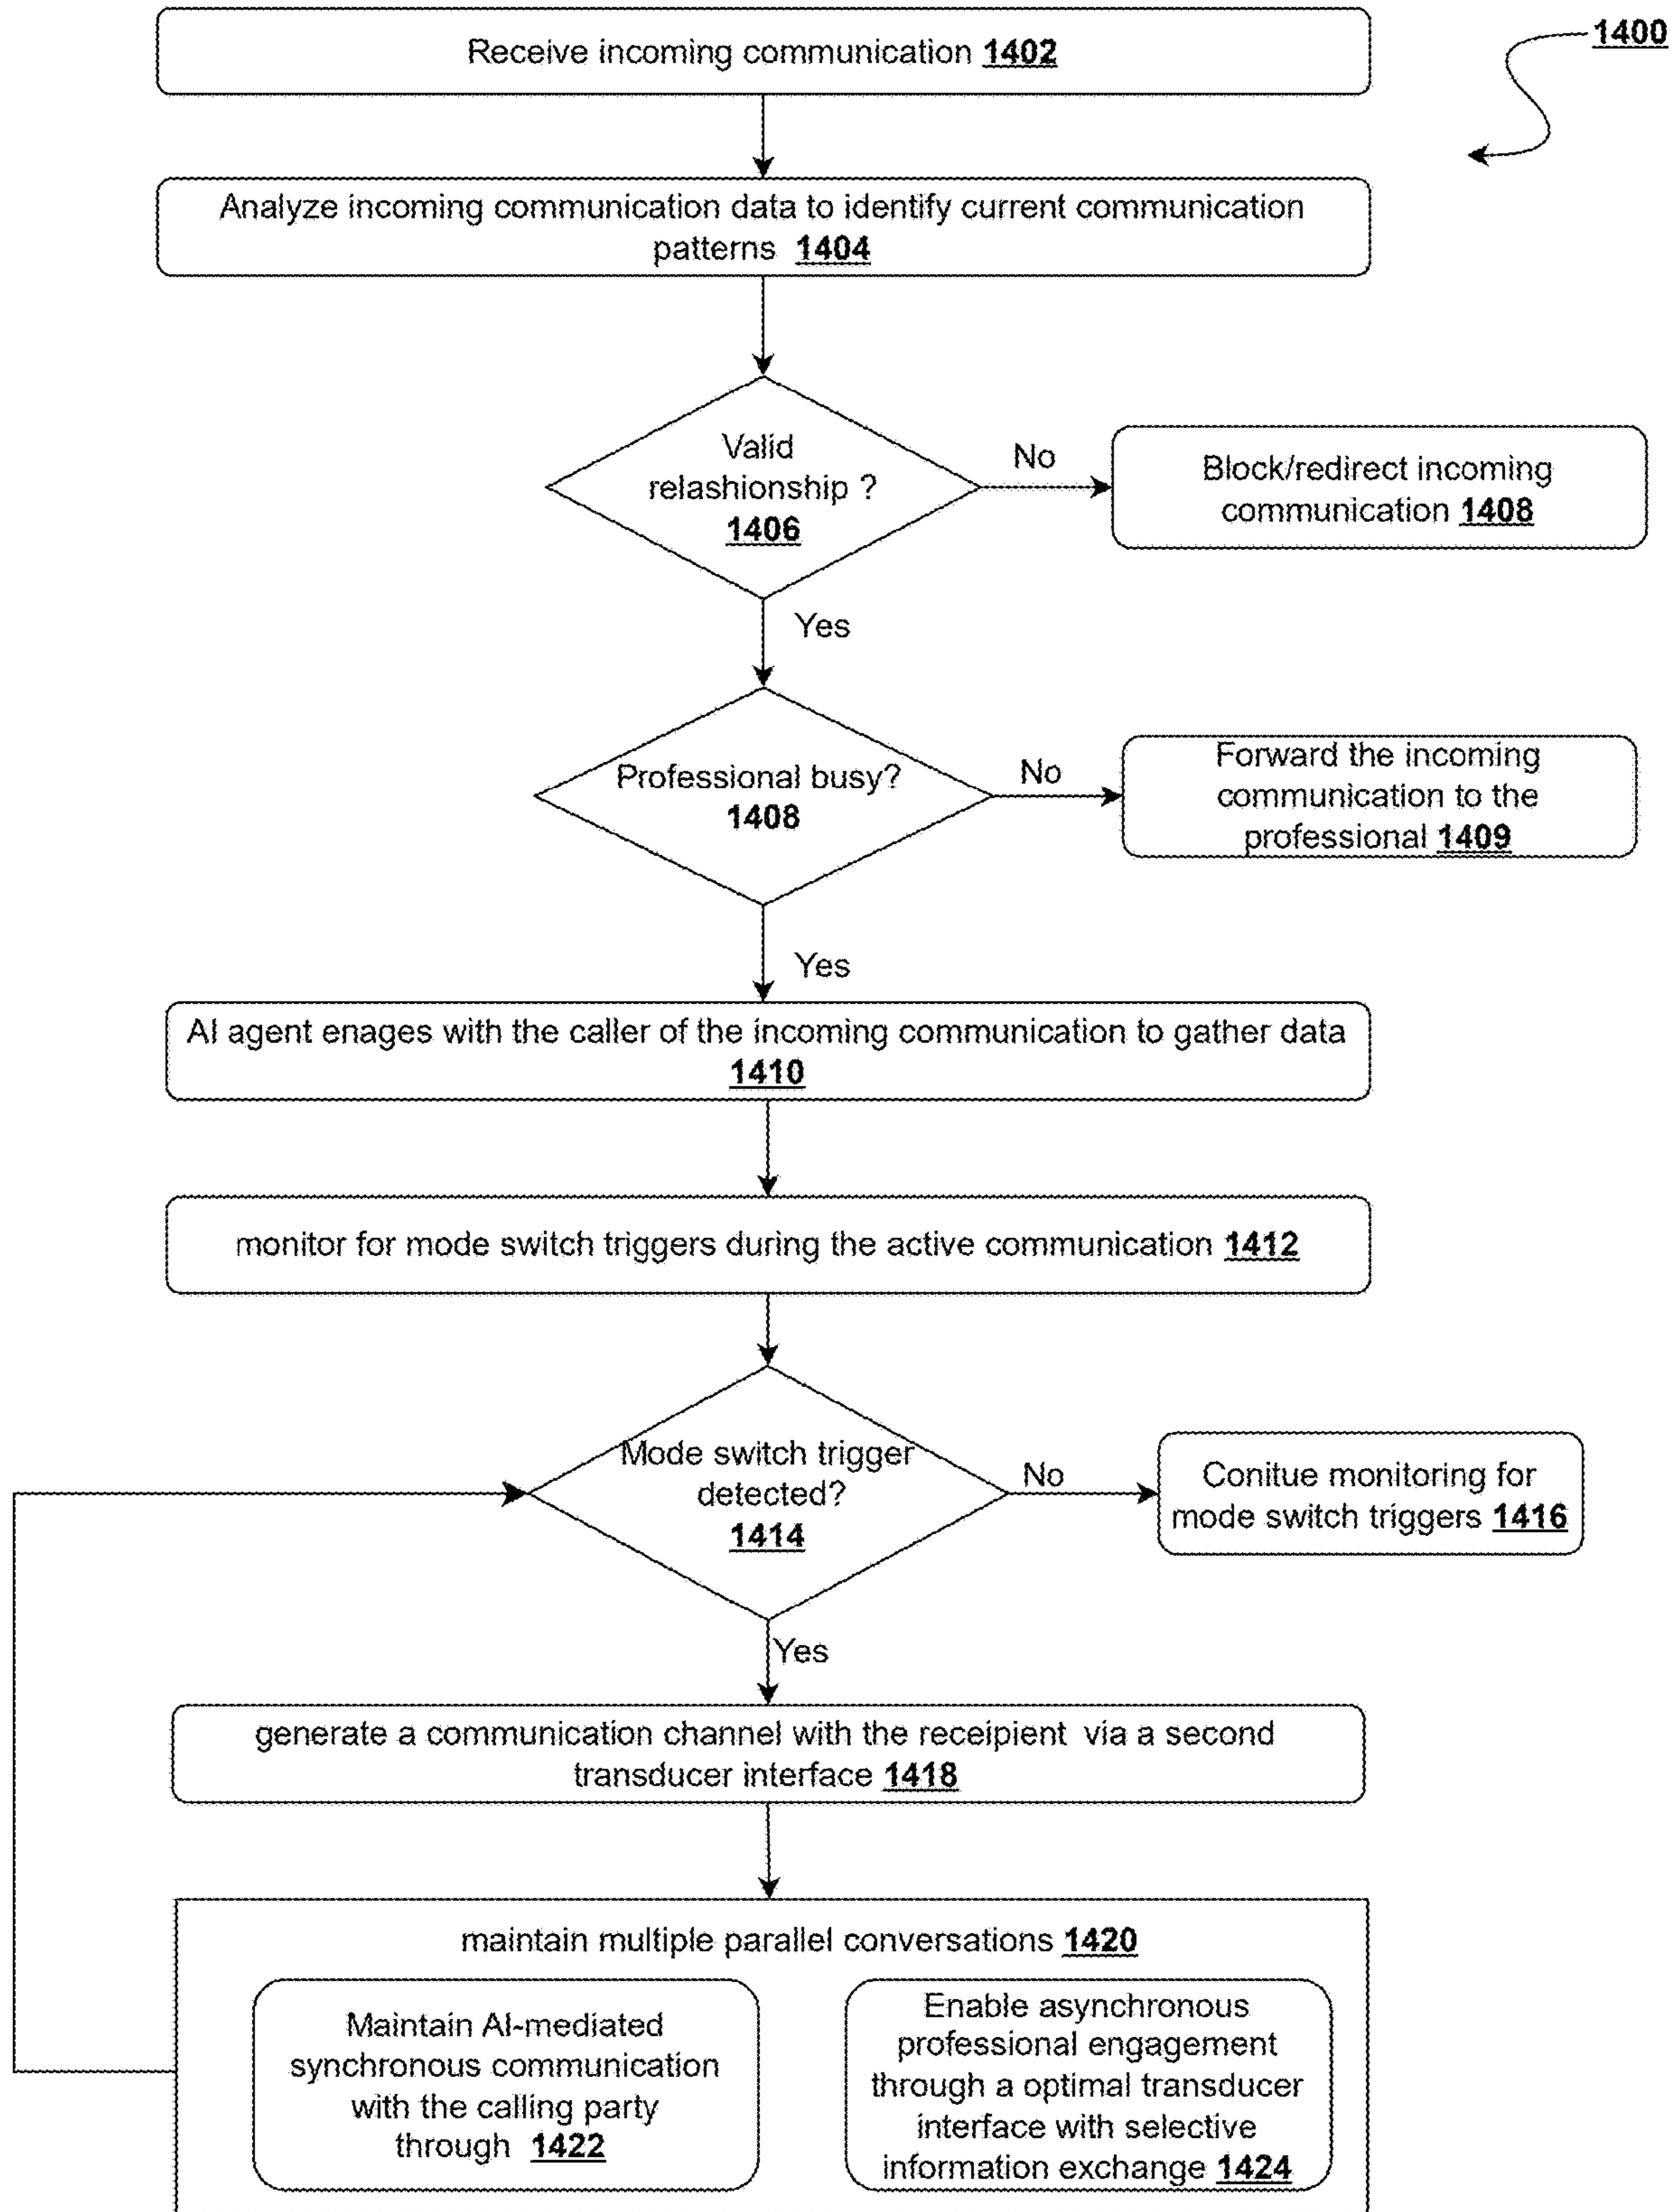 1400
Receive incoming communication 1402
Analyze incoming communication data to identify current communication
patterns 1404
Valid
relashionship ?
1406
No
Block/redirect incoming
communication 1408
Yes
Professional busy?
1408
No
Forward the incoming
communication to the
professional 1409
Yes
AI agent enages with the caller of the incoming communication to gather data
1410
monitor for mode switch triggers during the active communication 1412
Mode switch trigger
detected?
1414
No
Conitue monitoring for
mode switch triggers 1416
Yes
generate a communication channel with the receipient via a second
transducer interface 1418
maintain multiple parallel conversations 1420
Maintain AI-mediated
synchronous communication
with the calling party
through 1422
Enable asynchronous
professional engagement
through a optimal transducer
interface with selective
information exchange 1424